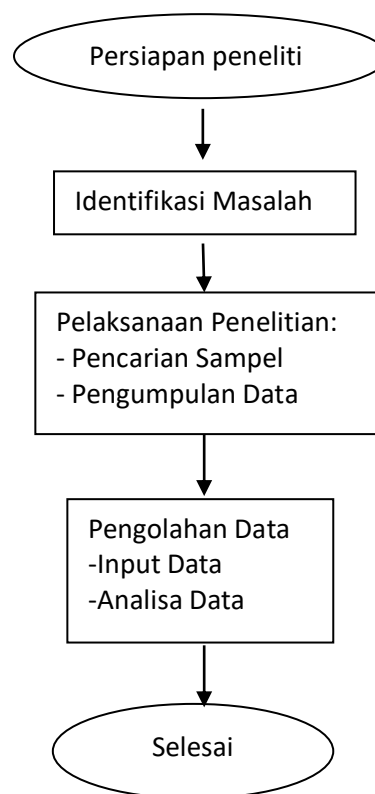 Persiapan peneliti
Identifikasi Masalah
Pelaksanaan Penelitian:
- Pencarian Sampel
- Pengumpulan Data
Pengolahan Data
-Input Data
-Analisa Data
Selesai